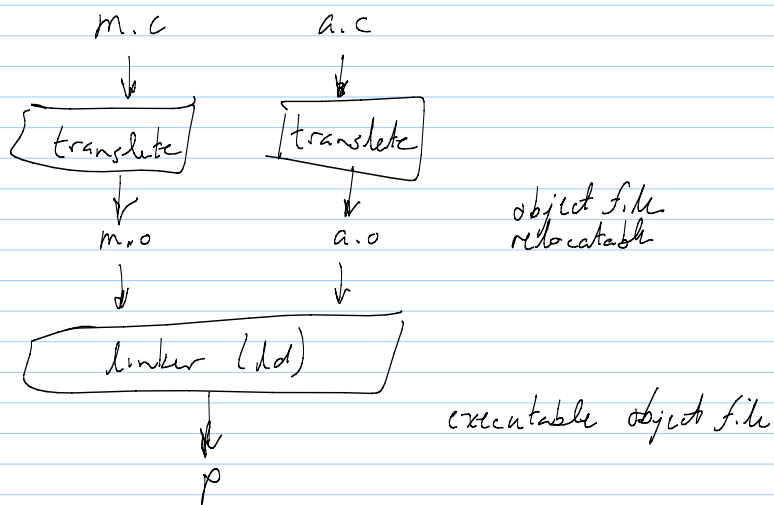 m.c a.c
translate translate
m.o a.o
object file
relocatable
linker (ld)
executable object file
p